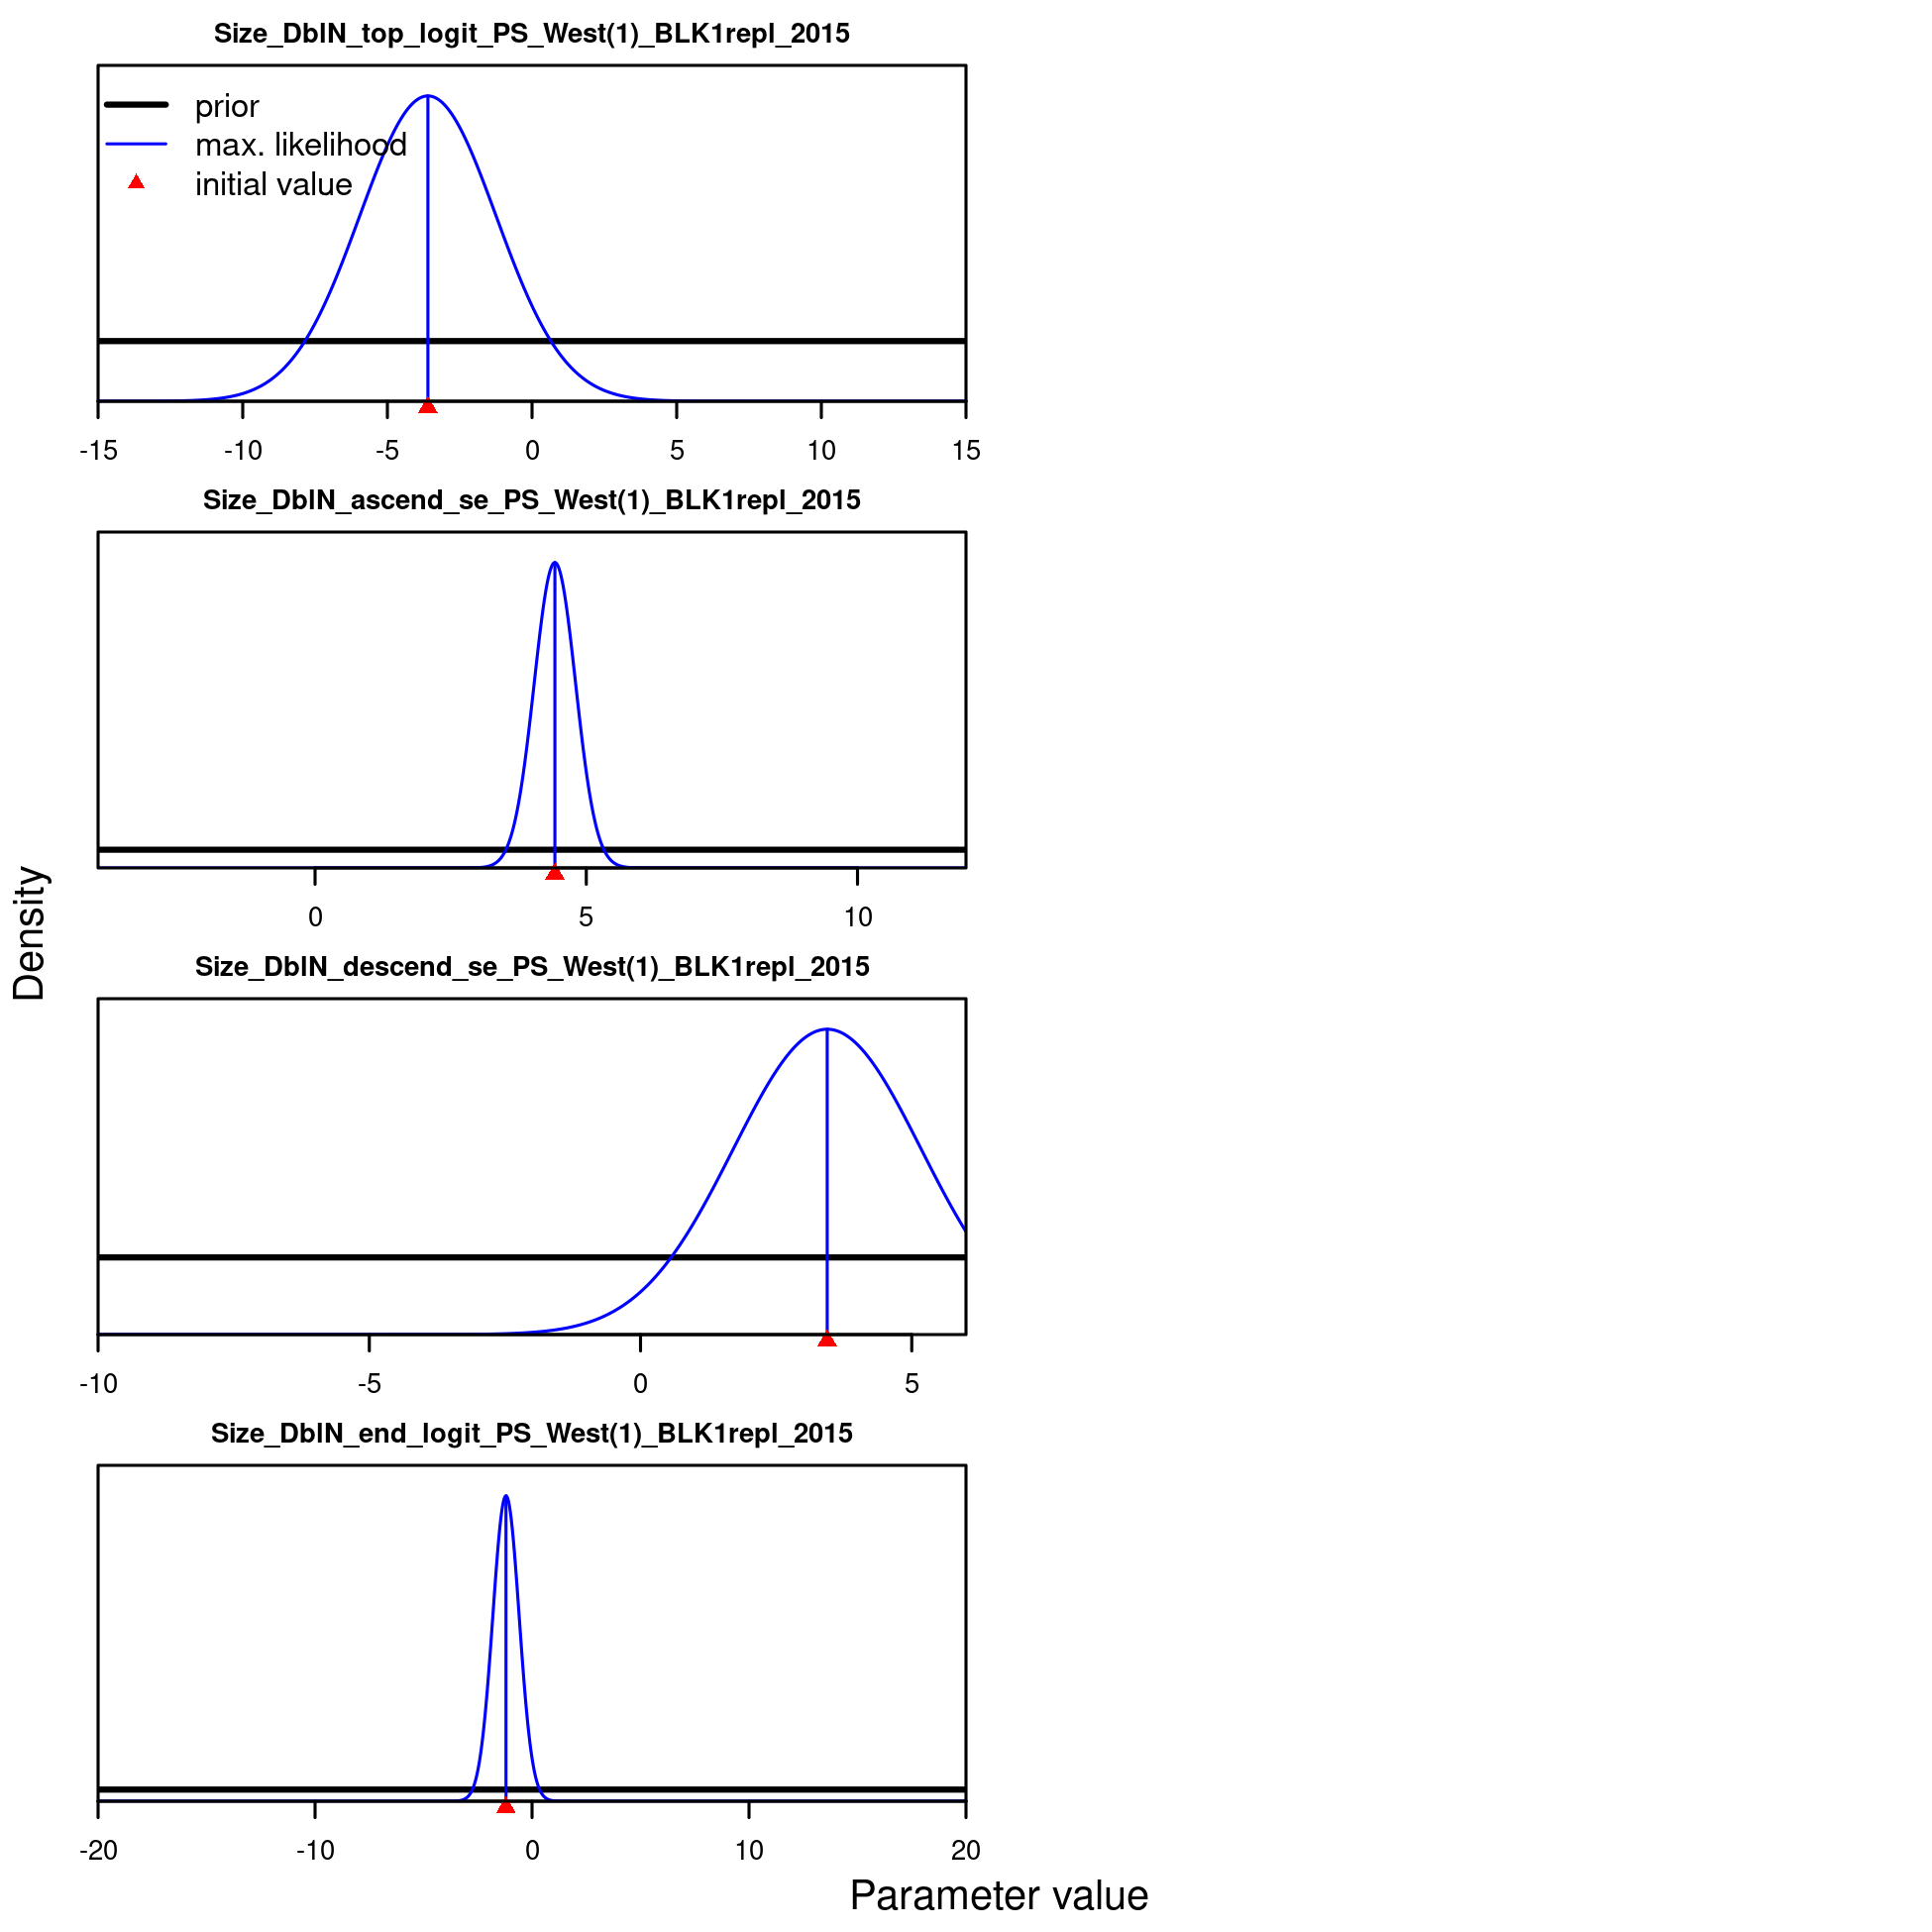 Size_DblN_top_logit_PS_West(1)_BLK1repl_2015
prior
max. likelihood
initial value
-15 -10 -5 0 5 10 15
Size_DblN_ascend_se_PS_West(1)_BLK1repl_2015
0 5 10
Density
Size_DblN_descend_se_PS_West(1)_BLK1repl_2015
-10 -5 0 5
Size_DblN_end_logit_PS_West(1)_BLK1repl_2015
-20 -10 0 10 20
Parameter value